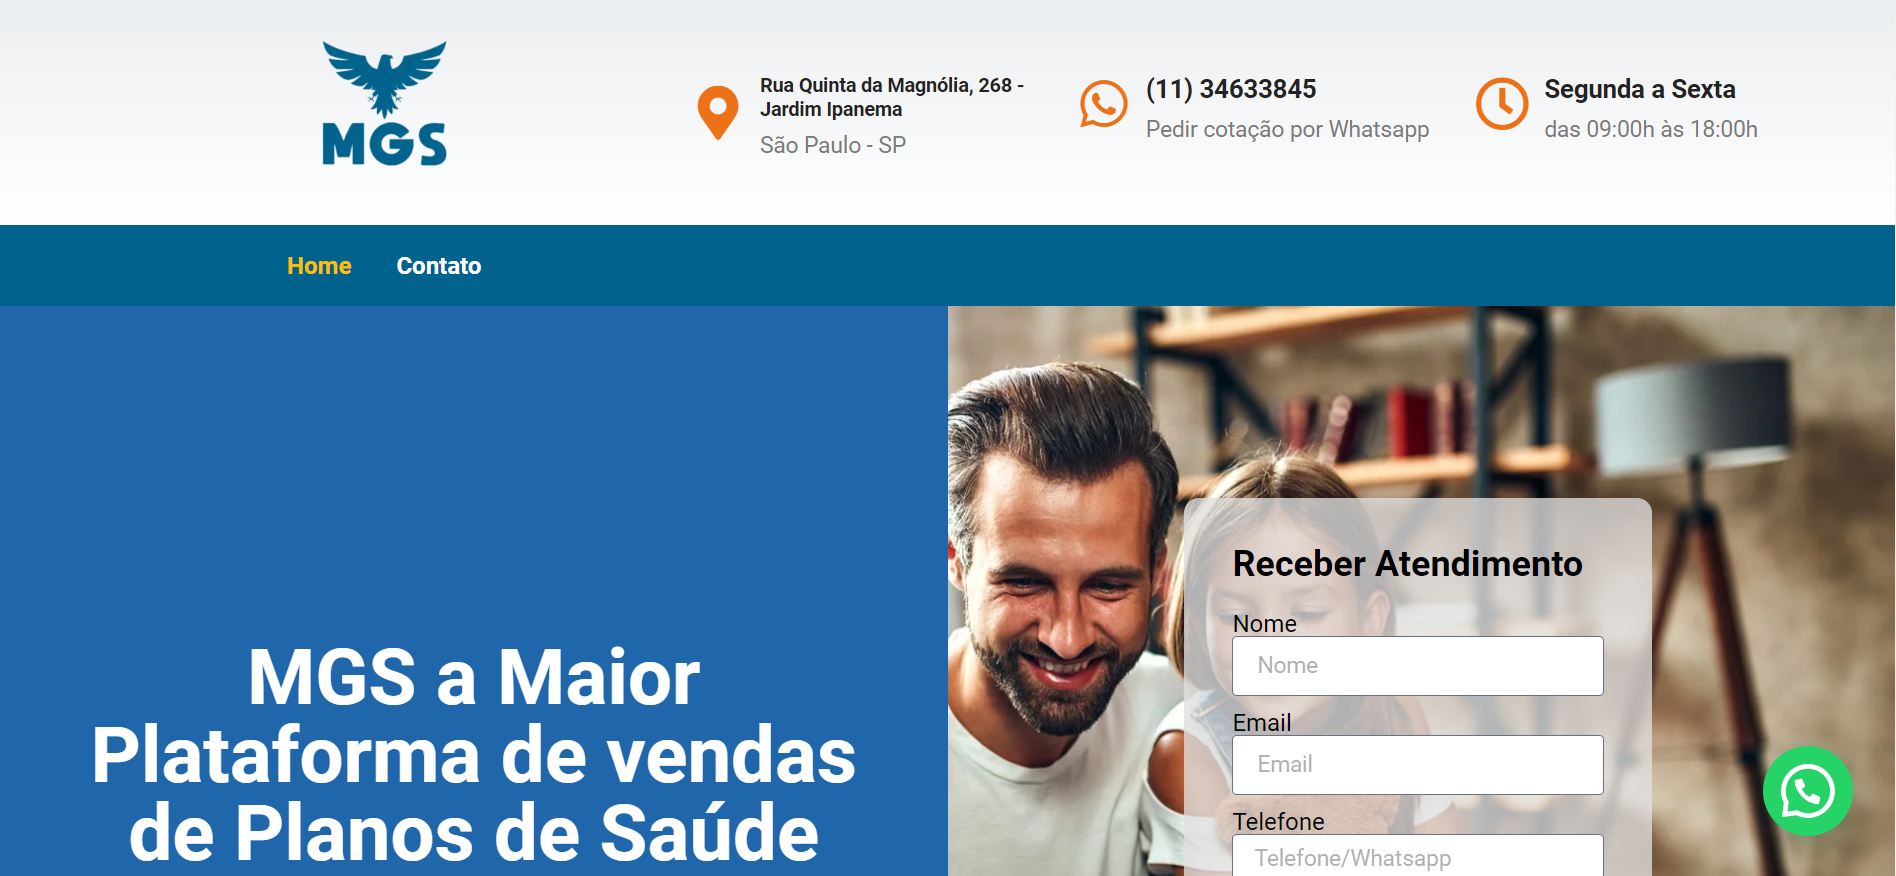 MGS
Rua Quinta da Magnólia, 268 -
Jardim Ipanema
São Paulo - SP
(11) 34633845
Pedir cotação por Whatsapp
Segunda a Sexta
das 09:00h às 18:00h
Home
Contato
MGS a Maior
Plataforma de vendas
de Planos de Saúde
Receber Atendimento
Nome
Nome
Email
Email
Telefone
Telefone/Whatsapp